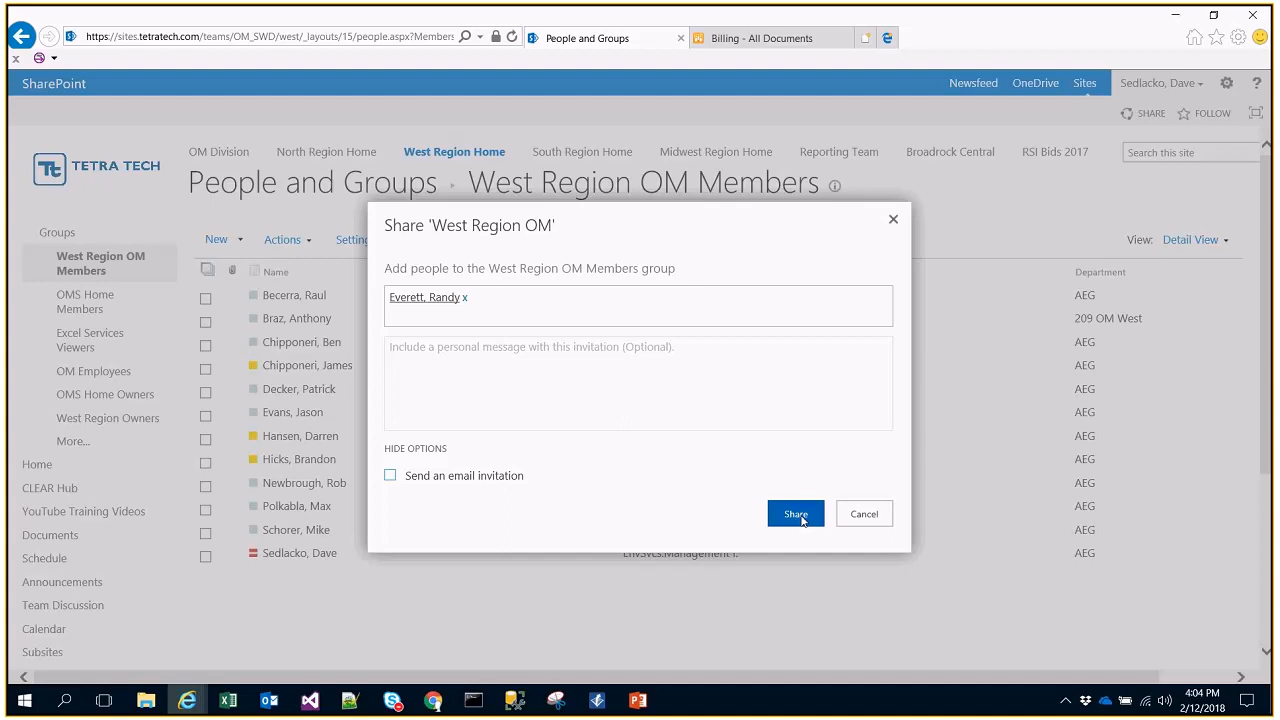 https://sites.tetratech.com/teams/OM_SWD/west/_layouts/15/people.aspx?Members
People and Groups
Billing - All Documents
x
SharePoint
Newsfeed
OneDrive
Sites
Sedlacko, Dave
?
SHARE
FOLLOW
TETRA TECH
OM Division
North Region Home
West Region Home
South Region Home
Midwest Region Home
Reporting Team
Broadrock Central
RSI Bids 2017
Search this site
People and Groups
West Region OM Members
Groups
West Region OM
Members
OMS Home
Members
Excel Services
Viewers
OM Employees
OMS Home Owners
West Region Owners
More...
Home
CLEAR Hub
YouTube Training Videos
Documents
Schedule
Announcements
Team Discussion
Calendar
Subsites
New
Actions
Settin
View: Detail View
Name
Department
Becerra, Raul
AEG
Braz, Anthony
209 OM West
Chipponeri, Ben
AEG
Chipponeri, James
AEG
Decker, Patrick
AEG
Evans, Jason
AEG
Hansen, Darren
AEG
Hicks, Brandon
AEG
Newbrough, Rob
AEG
Polkabla, Max
AEG
Schorer, Mike
AEG
Sedlacko, Dave
AEG
Share 'West Region OM'
Add people to the West Region OM Members group
Everett, Randy x
Include a personal message with this invitation (Optional).
HIDE OPTIONS
Send an email invitation
Share
Cancel
4:04 PM
2/12/2018